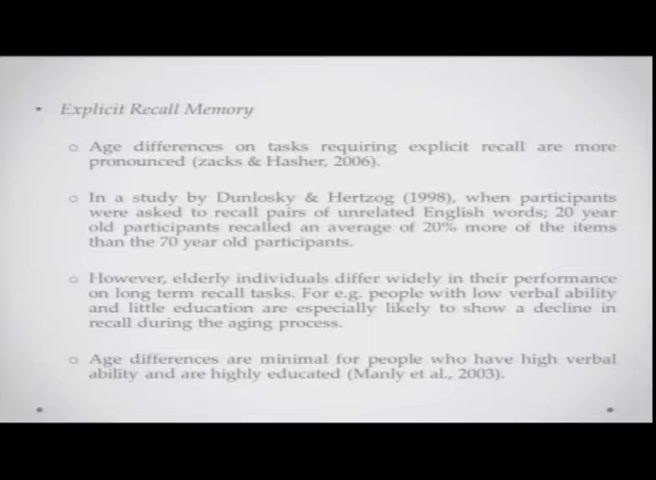 • Explicit Recall Memory
o Age differences on tasks requiring explicit recall are more
pronounced (zacks & Hasher, 2006).
o In a study by Dunlosky & Hertzog (1998), when participants
were asked to recall pairs of unrelated English words; 20 year
old participants recalled an average of 20% more of the items
than the 70 year old participants.
o However, elderly individuals differ widely in their performance
on long term recall tasks. For e.g. people with low verbal ability
and little education are especially likely to show a decline in
recall during the aging process.
o Age differences are minimal for people who have high verbal
ability and are highly educated (Manly et al., 2003).